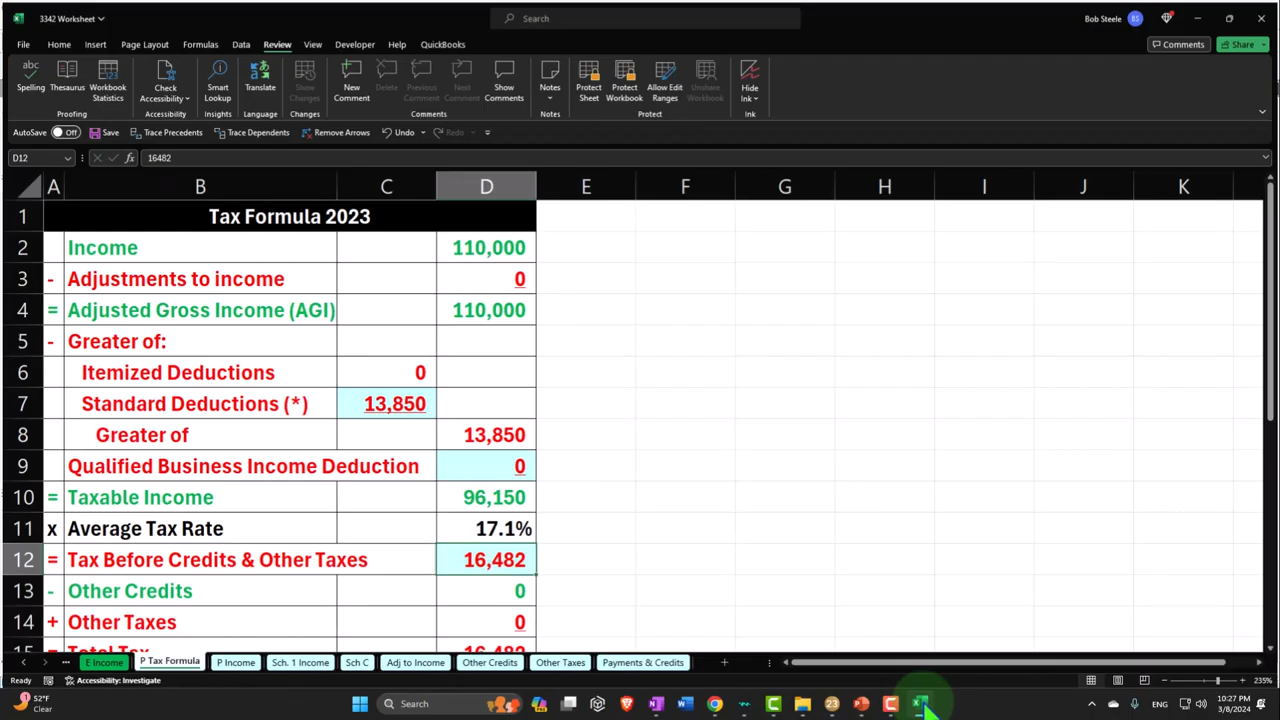 3342 Worksheet
Search
Bob Steele
BS
File Home Insert Page Layout Formulas Data Review View Developer Help QuickBooks
Comments
Share
Spelling
Thesaurus
Workbook Statistics
Check Accessibility
Smart Lookup
Translate
Show Changes
New Comment
Delete
Previous Comment
Next Comment
Show Comments
Notes
Protect Sheet
Protect Workbook
Allow Edit Ranges
Unshare Workbook
Hide Ink
Proofing Accessibility Insights Language Changes Comments Notes Protect Ink
AutoSave Off Save Trace Precedents Trace Dependents Remove Arrows Undo Redo
D12 fx 16482
A B C D E F G H I J K
1 Tax Formula 2023
2 Income 110,000
3 - Adjustments to income 0
4 = Adjusted Gross Income (AGI) 110,000
5 - Greater of:
6 Itemized Deductions 0
7 Standard Deductions (*) 13,850
8 Greater of 13,850
9 Qualified Business Income Deduction 0
10 = Taxable Income 96,150
11 x Average Tax Rate 17.1%
12 = Tax Before Credits & Other Taxes 16,482
13 - Other Credits 0
14 + Other Taxes 0
15 = Total Tax 16,482
E Income P Tax Formula P Income Sch. 1 Income Sch C Adj to Income Other Credits Other Taxes Payments & Credits
Ready Accessibility: Investigate 235%
52°F
Clear
Search
10:27 PM
3/8/2024